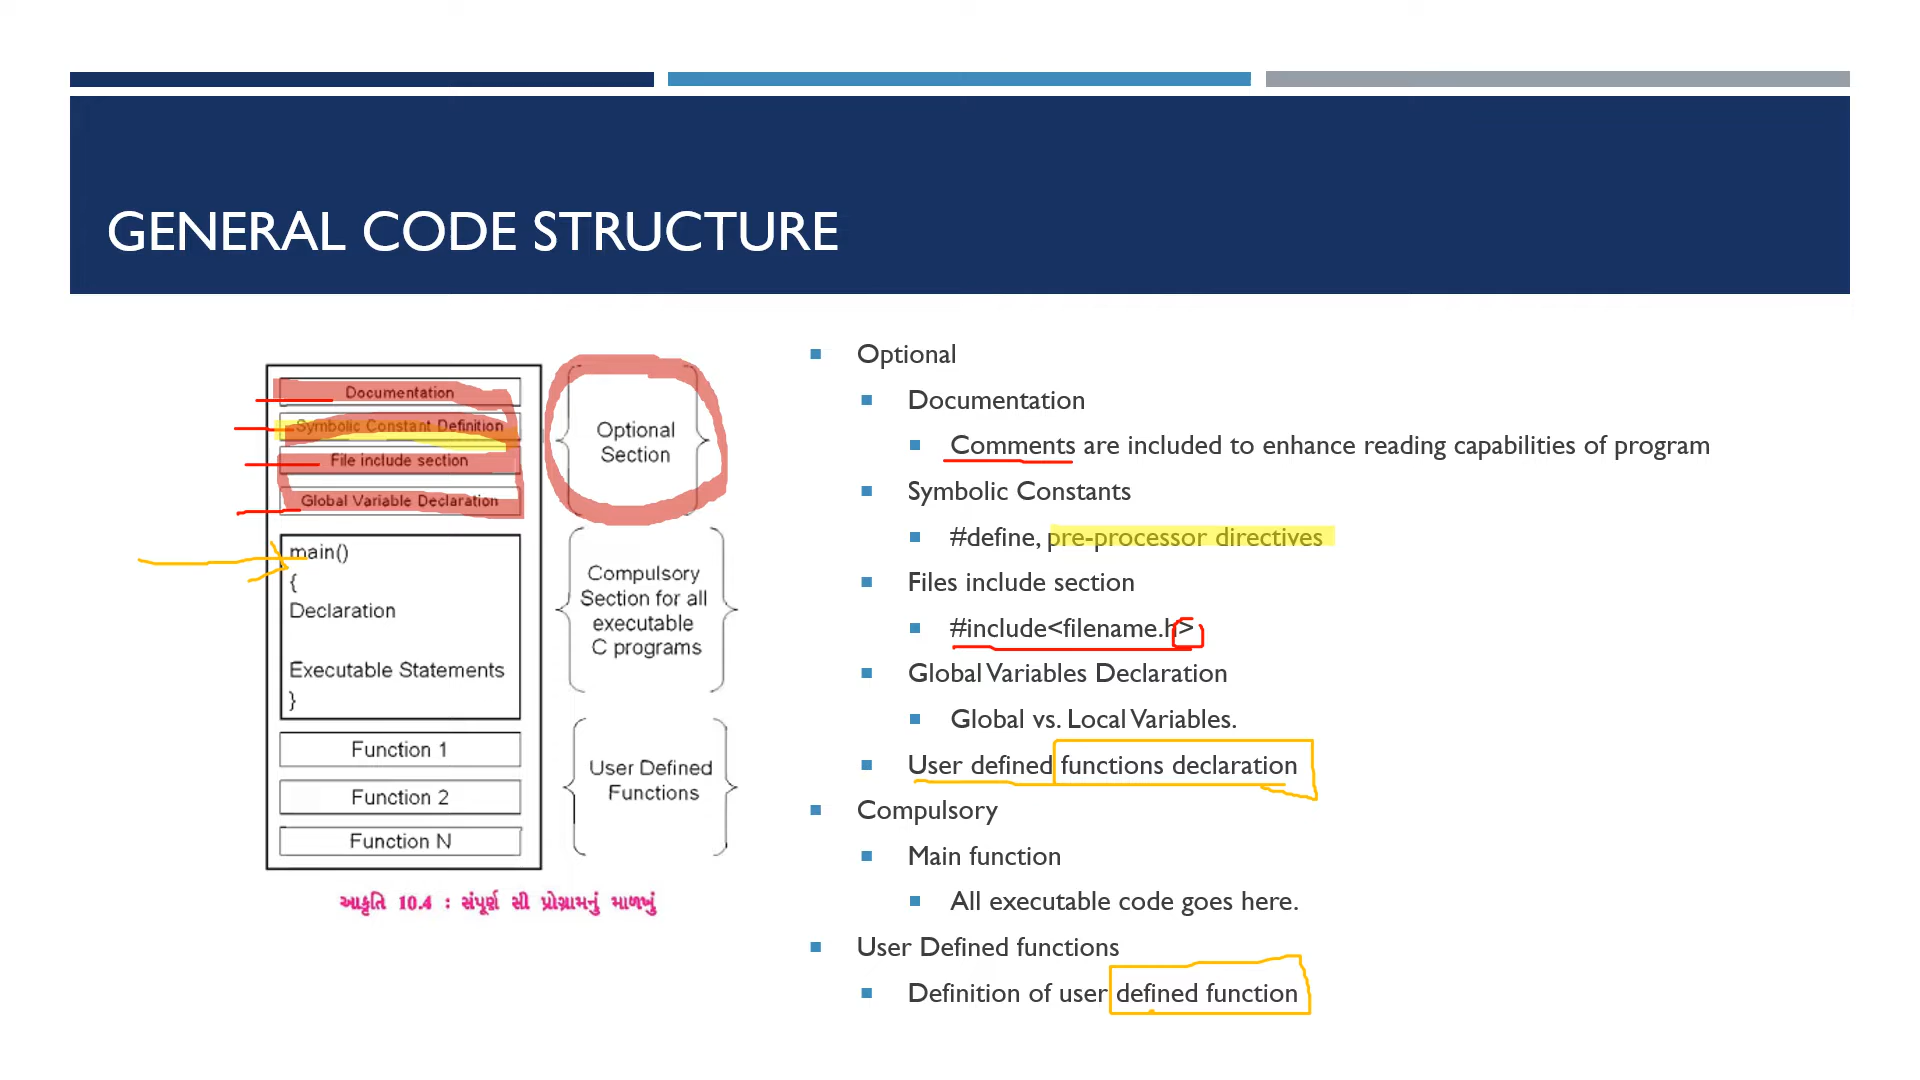 GENERAL CODE STRUCTURE
Documentation
Symbolic Constant Definition
File include section
Global Variable Declaration
Optional
Section
main()
{
Declaration
Executable Statements
}
Compulsory
Section for all
executable
C programs
Function 1
Function 2
Function N
User Defined
Functions
આકૃતિ 10.4 : સંપૂર્ણ સી પ્રોગ્રામનું માળખું
Optional
Documentation
Comments are included to enhance reading capabilities of program
Symbolic Constants
#define, pre-processor directives
Files include section
#include<filename.h>
Global Variables Declaration
Global vs. Local Variables.
User defined functions declaration
Compulsory
Main function
All executable code goes here.
User Defined functions
Definition of user defined function